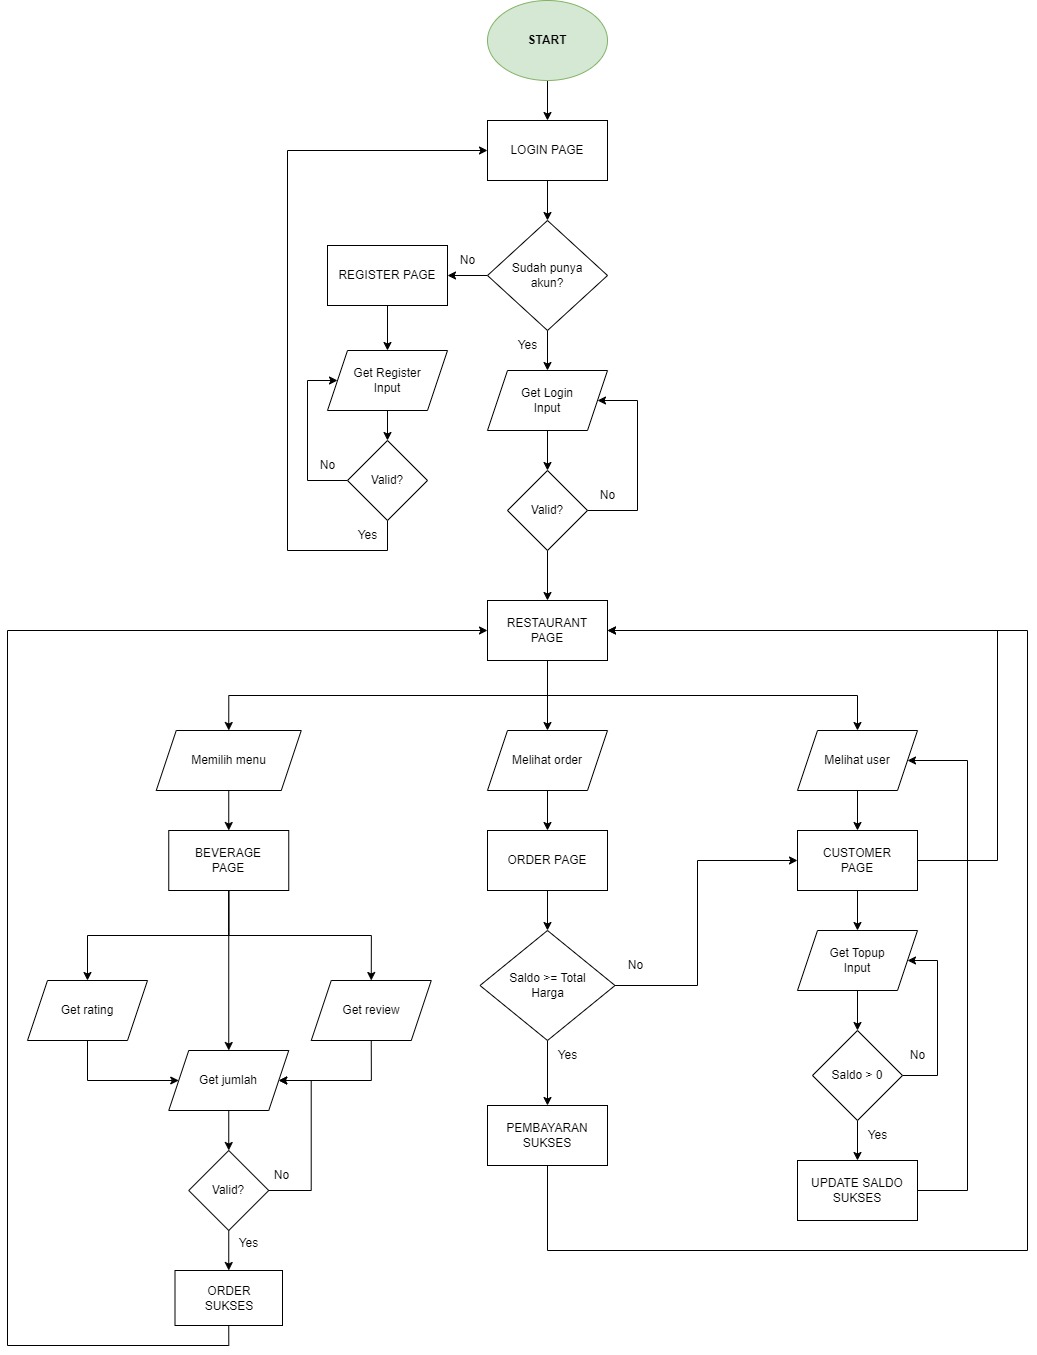 START
LOGIN PAGE
Sudah punya
akun?
No
REGISTER PAGE
Yes
Get Register
Input
Get Login
Input
No
Valid?
Yes
No
Valid?
RESTAURANT
PAGE
Memilih menu
Melihat order
Melihat user
BEVERAGE
PAGE
ORDER PAGE
CUSTOMER
PAGE
Get rating
Get review
Get jumlah
Valid?
No
Yes
ORDER
SUKSES
Saldo >= Total
Harga
No
Yes
PEMBAYARAN
SUKSES
Get Topup
Input
Saldo > 0
No
Yes
UPDATE SALDO
SUKSES